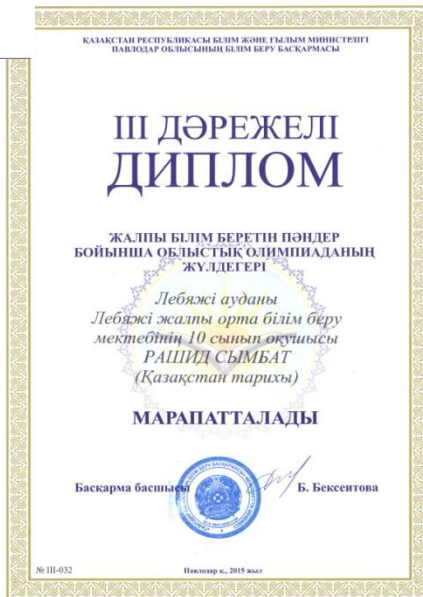 ҚАЗАҚСТАН РЕСПУБЛИКАСЫ БІЛІМ ЖӘНЕ ҒЫЛЫМ МИНИСТРЛІГІ
ПАВЛОДАР ОБЛЫСЫНЫҢ БІЛІМ БЕРУ БАСҚАРМАСЫ
III ДӘРЕЖЕЛІ
ДИПЛОМ
ЖАЛПЫ БІЛІМ БЕРЕТІН ПӘНДЕР
БОЙЫНША ОБЛЫСТЫҚ ОЛИМПИАДАНЫҢ
ЖҮЛДЕГЕРІ
Лебяжі ауданы
Лебяжі жалпы орта білім беру
мектебінің 10 сынып оқушысы
РАШИД СЫМБАТ
(Қазақстан тарихы)
МАРАПАТТАЛАДЫ
Басқарма басшысы Б. Бексеитова
№ III-032 Павлодар қ., 2015 жыл